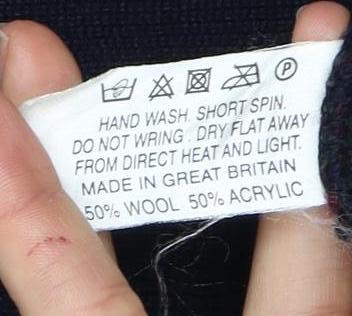 P
HAND WASH. SHORT SPIN.
DO NOT WRING. DRY FLAT AWAY
FROM DIRECT HEAT AND LIGHT.
MADE IN GREAT BRITAIN
50% WOOL 50% ACRYLIC